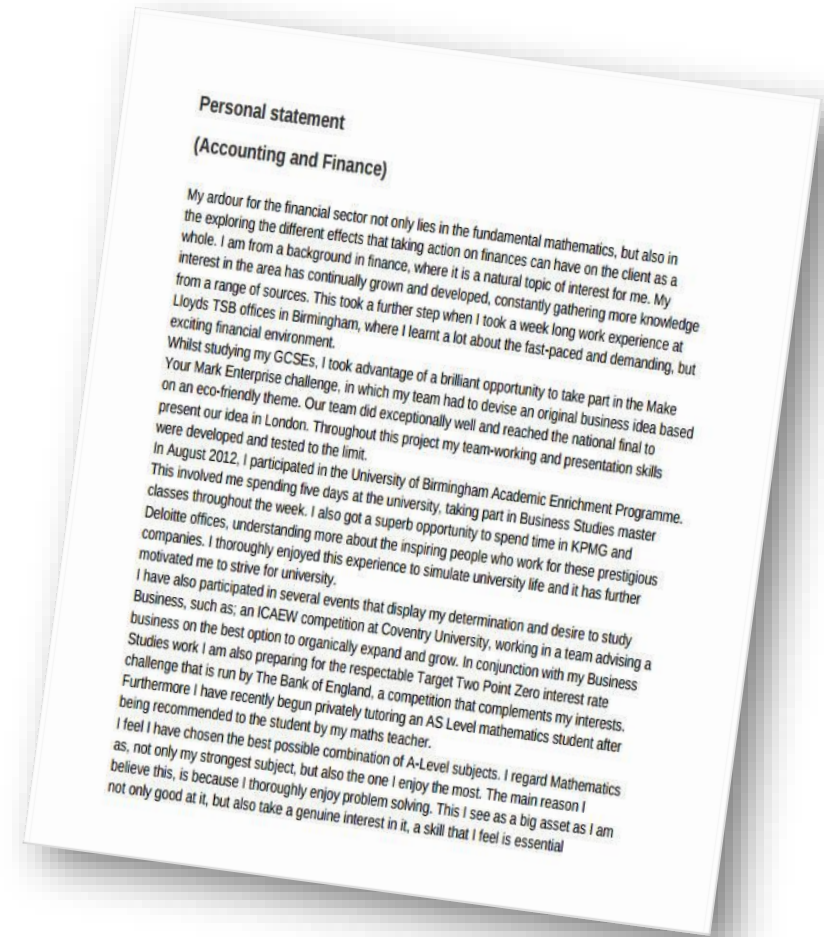 Personal statement
(Accounting and Finance)
My ardour for the financial sector not only lies in the fundamental mathematics, but also in
the exploring the different effects that taking action on finances can have on the client as a
whole. I am from a background in finance, where it is a natural topic of interest for me. My
interest in the area has continually grown and developed, constantly gathering more knowledge
from a range of sources. This took a further step when I took a week long work experience at
Lloyds TSB offices in Birmingham, where I learnt a lot about the fast-paced and demanding, but
exciting financial environment.
Whilst studying my GCSEs, I took advantage of a brilliant opportunity to take part in the Make
Your Mark Enterprise challenge, in which my team had to devise an original business idea based
on an eco-friendly theme. Our team did exceptionally well and reached the national final to
present our idea in London. Throughout this project my team-working and presentation skills
were developed and tested to the limit.
In August 2012, I participated in the University of Birmingham Academic Enrichment Programme.
This involved me spending five days at the university, taking part in Business Studies master
classes throughout the week. I also got a superb opportunity to spend time in KPMG and
Deloitte offices, understanding more about the inspiring people who work for these prestigious
companies. I thoroughly enjoyed this experience to simulate university life and it has further
motivated me to strive for university.
I have also participated in several events that display my determination and desire to study
Business, such as; an ICAEW competition at Coventry University, working in a team advising a
business on the best option to organically expand and grow. In conjunction with my Business
Studies work I am also preparing for the respectable Target Two Point Zero interest rate
challenge that is run by The Bank of England, a competition that complements my interests.
Furthermore I have recently begun privately tutoring an AS Level mathematics student after
being recommended to the student by my maths teacher.
I feel I have chosen the best possible combination of A-Level subjects. I regard Mathematics
as, not only my strongest subject, but also the one I enjoy the most. The main reason I
believe this, is because I thoroughly enjoy problem solving. This I see as a big asset as I am
not only good at it, but also take a genuine interest in it, a skill that I feel is essential